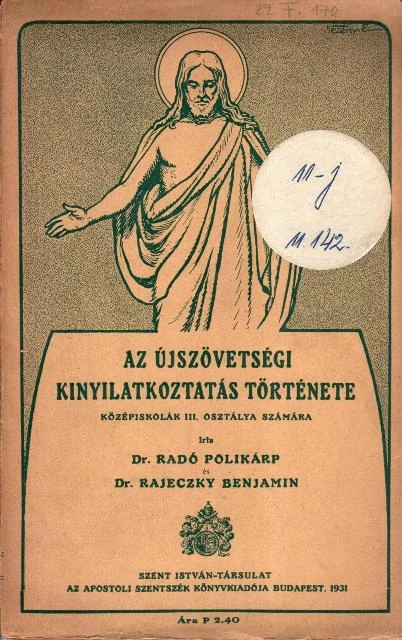 22 F. 170
11-j
11.142.
AZ ÚJSZÖVETSÉGI
KINYILATKOZTATÁS TÖRTÉNETE
KÖZÉPISKOLÁK III. OSZTÁLYA SZÁMÁRA
Irta
Dr. RADÓ POLIKÁRP
és
Dr. RAJECZKY BENJAMIN
SZENT ISTVÁN-TÁRSULAT
AZ APOSTOLI SZENTSZÉK KÖNYVKIADÓJA BUDAPEST, 1931
Ára P 2.40